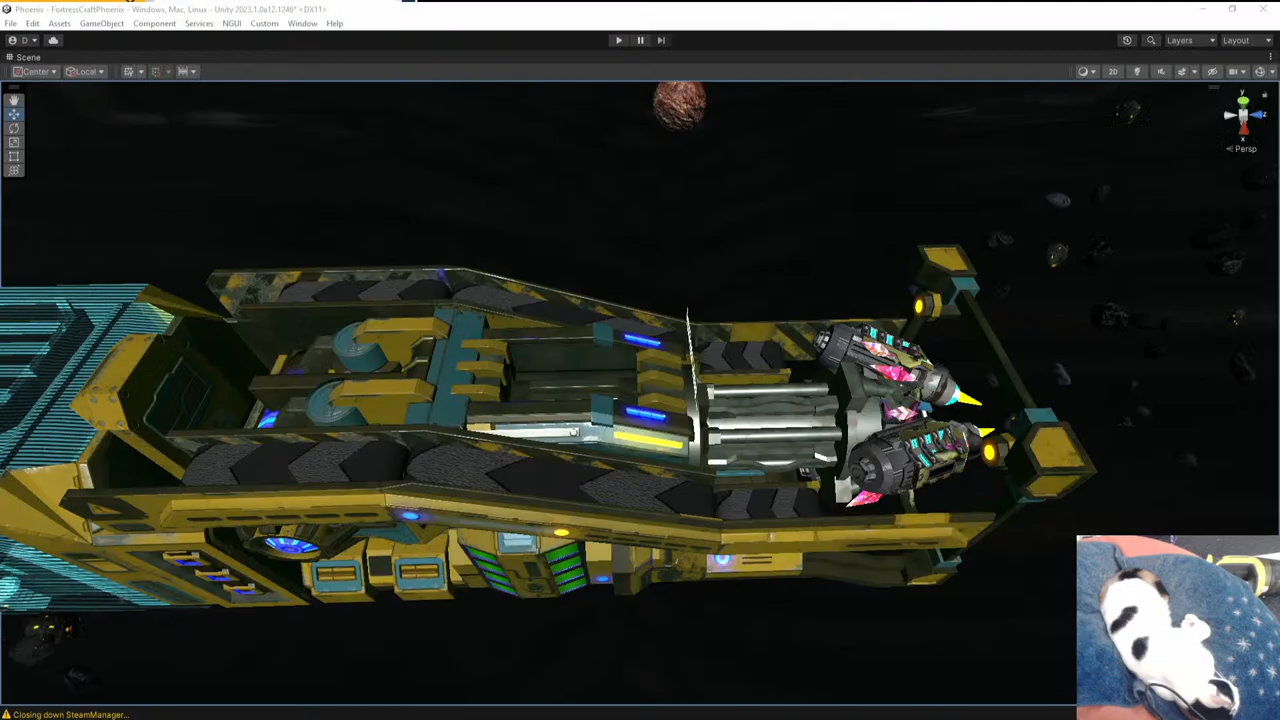 Phoenix - FortressCraftPhoenix - Windows, Mac, Linux - Unity 2023.1.0a12.1246* <DX11>
File Edit Assets GameObject Component Services NGUI Custom Window Help
D Layers Layout
Scene
Center Local 2D
y
z
x
Persp
Closing down SteamManager...